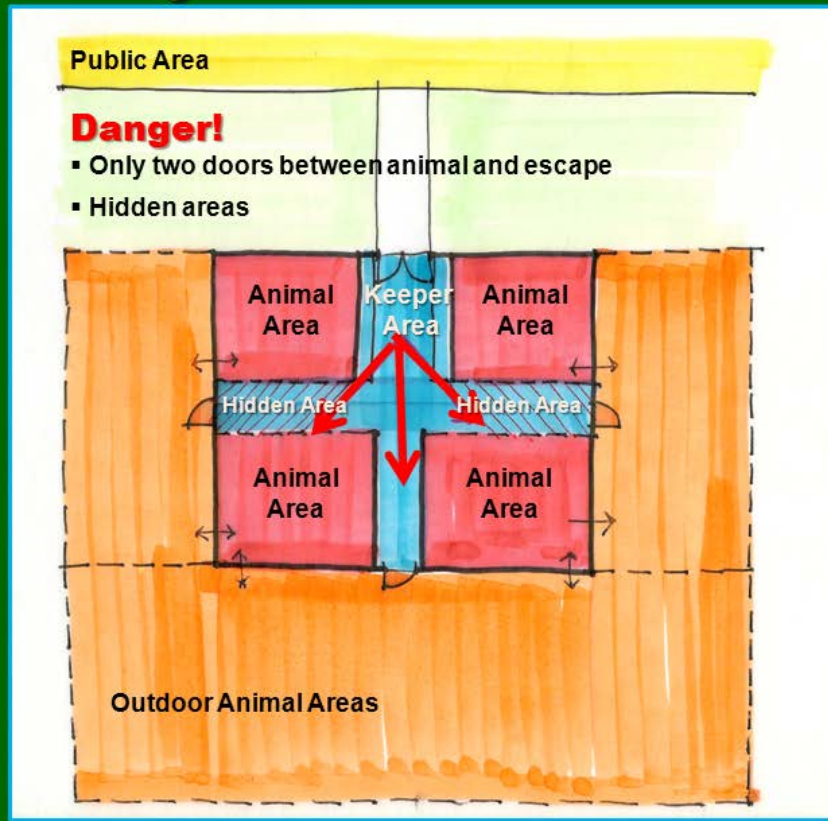 Public Area
Danger!
▪ Only two doors between animal and escape
▪ Hidden areas
Animal
Area
Keeper
Area
Animal
Area
Hidden Area
Hidden Area
Animal
Area
Animal
Area
Outdoor Animal Areas